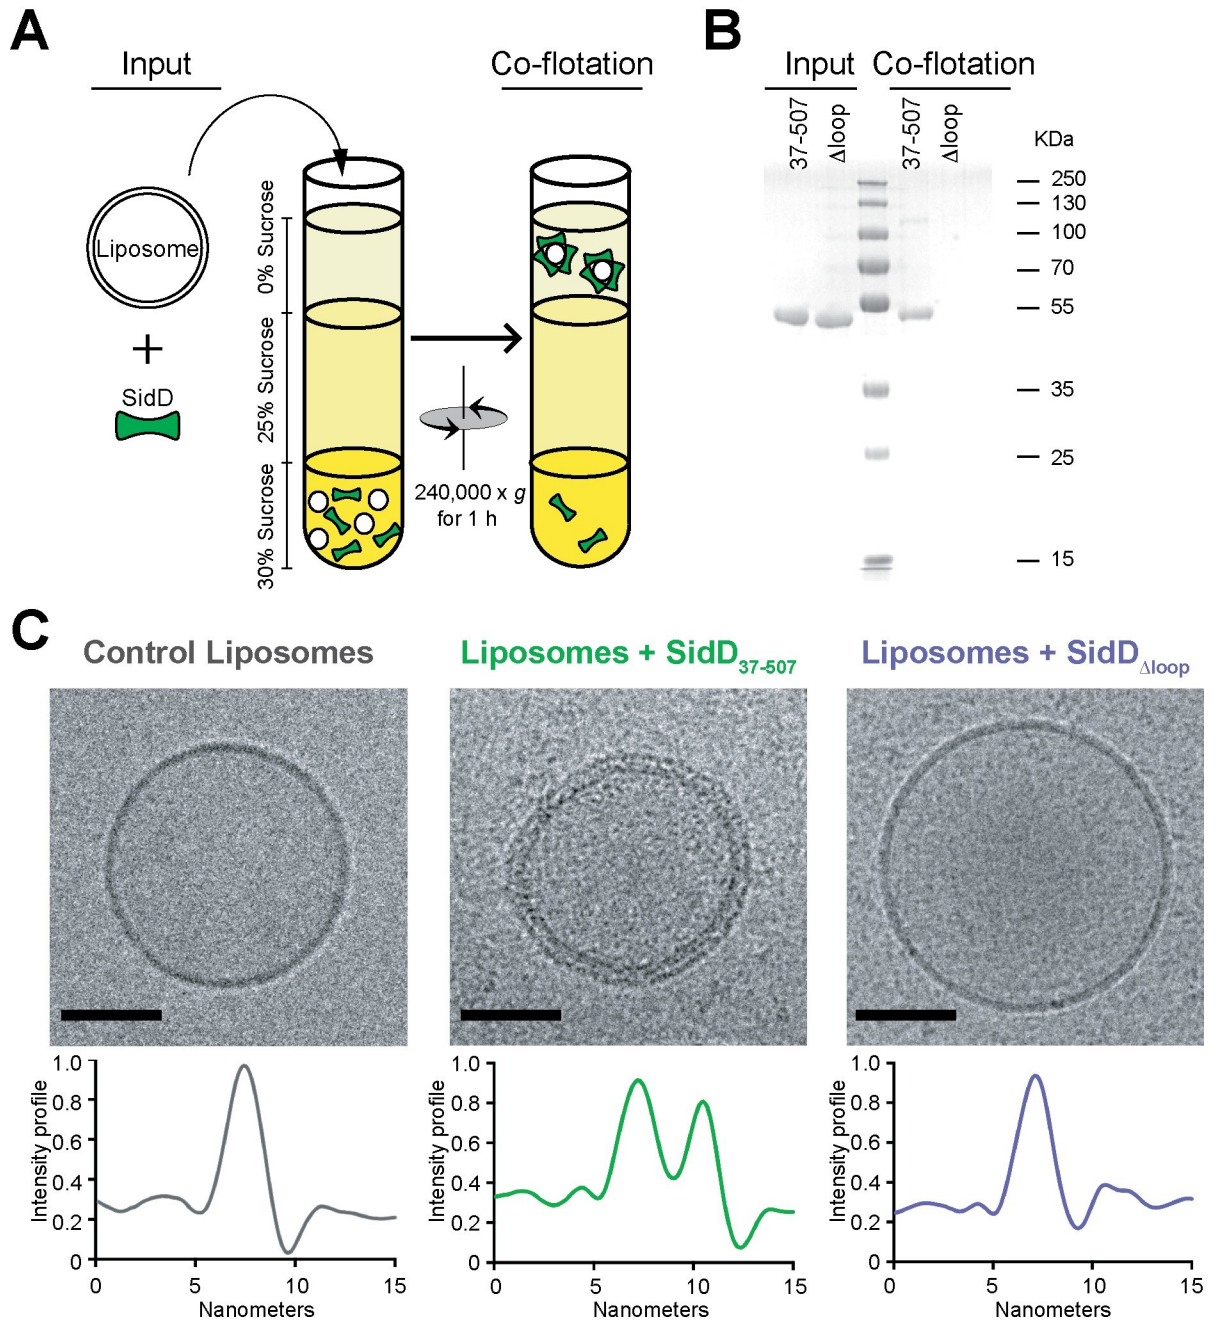 A
Input
Co-flotation
Liposome
+
SidD
0% Sucrose
25% Sucrose
30% Sucrose
240,000 x g
for 1 h
B
Input
Co-flotation
37-507
Δloop
37-507
Δloop
KDa
250
130
100
70
55
35
25
15
C
Control Liposomes
Liposomes + SidD37-507
Liposomes + SidDΔloop
Intensity profile
1.0
0.8
0.6
0.4
0.2
0
0
5
10
15
Nanometers
Intensity profile
1.0
0.8
0.6
0.4
0.2
0
0
5
10
15
Nanometers
Intensity profile
1.0
0.8
0.6
0.4
0.2
0
0
5
10
15
Nanometers